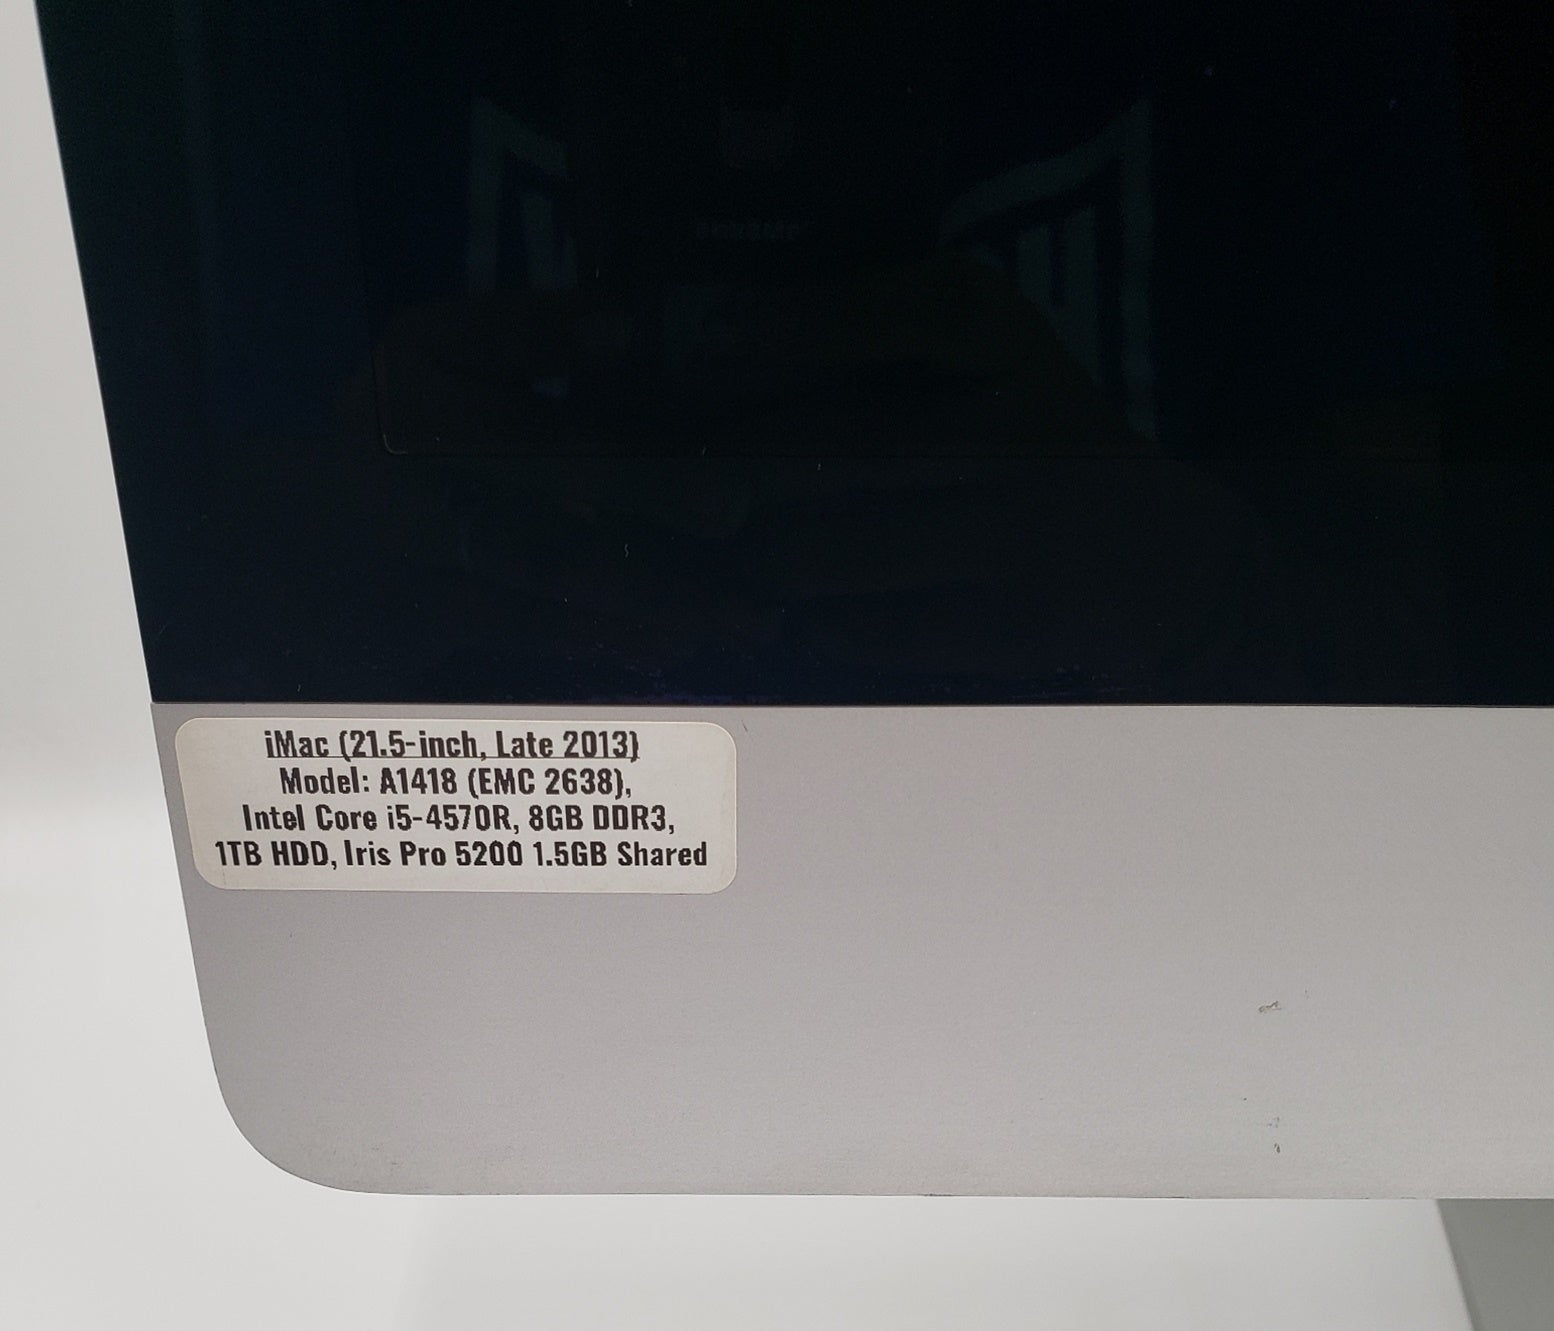 iMac (21.5-inch, Late 2013)
Model: A1418 (EMC 2638),
Intel Core i5-4570R, 8GB DDR3,
1TB HDD, Iris Pro 5200 1.5GB Shared